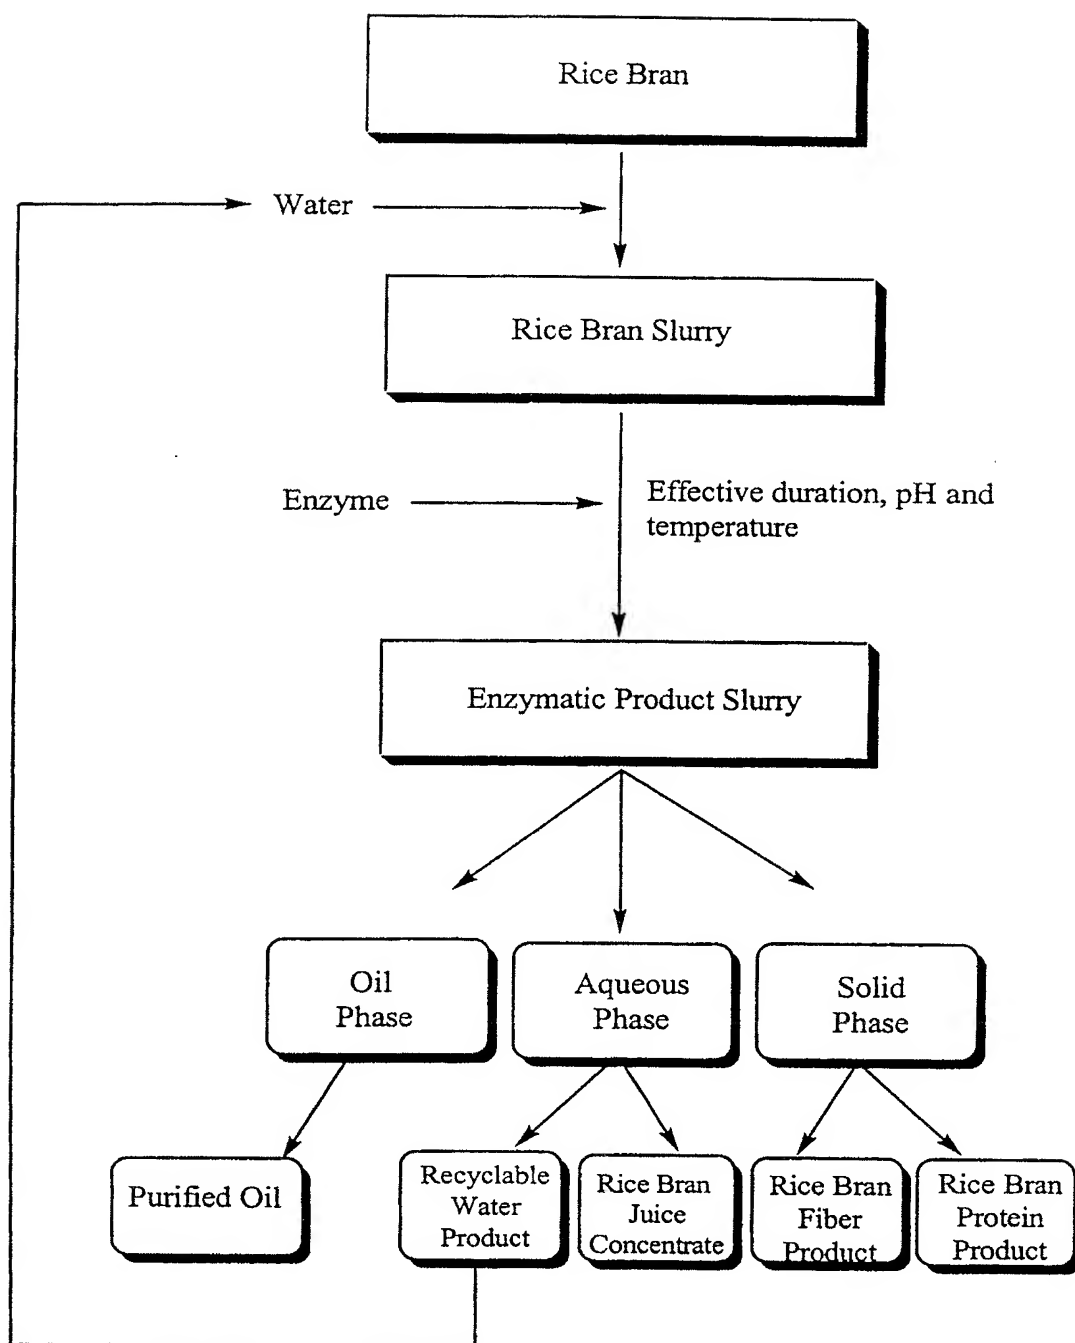 Rice Bran
Water
Rice Bran Slurry
Enzyme
Effective duration, pH and
temperature
Enzymatic Product Slurry
Oil
Phase
Aqueous
Phase
Solid
Phase
Purified Oil
Recyclable
Water
Product
Rice Bran
Juice
Concentrate
Rice Bran
Fiber
Product
Rice Bran
Protein
Product